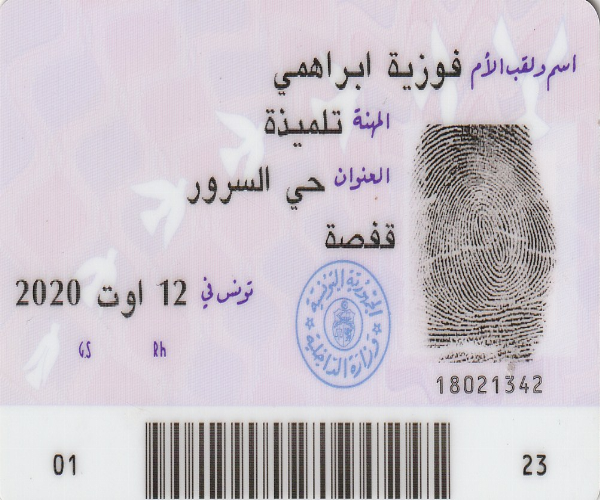 اسم ولقب الأم فوزية ابراهمي
المهنة تلميذة
العنوان حي السرور
قفصة
تونس في 12 اوت 2020
GS Rh
الجمهورية التونسية
وزارة الداخلية
18021342
01 23